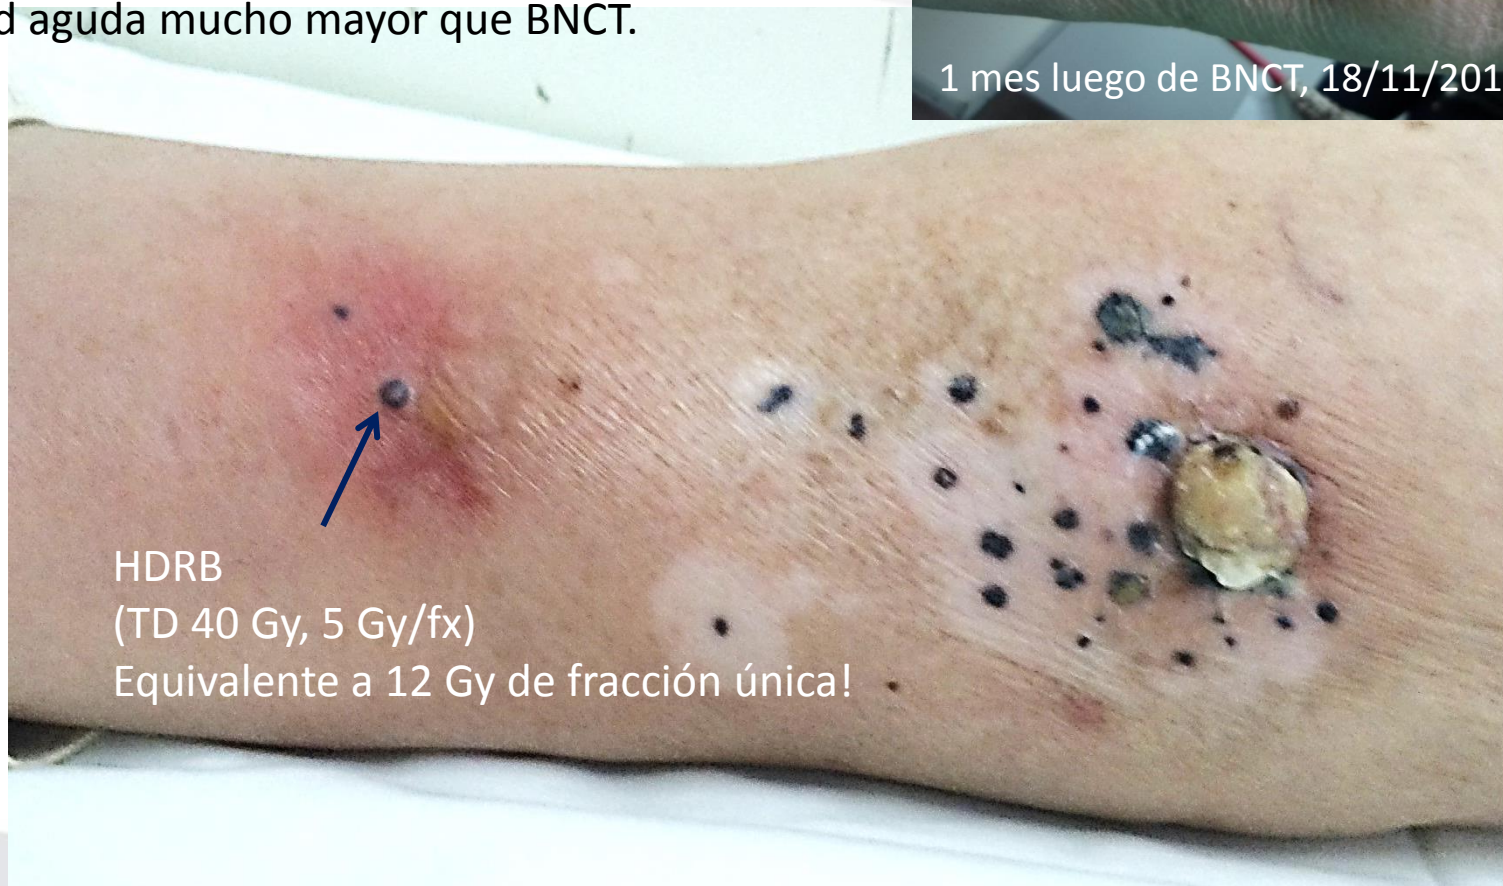 aguda mucho mayor que BNCT.
1 mes luego de BNCT, 18/11/201
HDRB
(TD 40 Gy, 5 Gy/fx)
Equivalente a 12 Gy de fracción única!